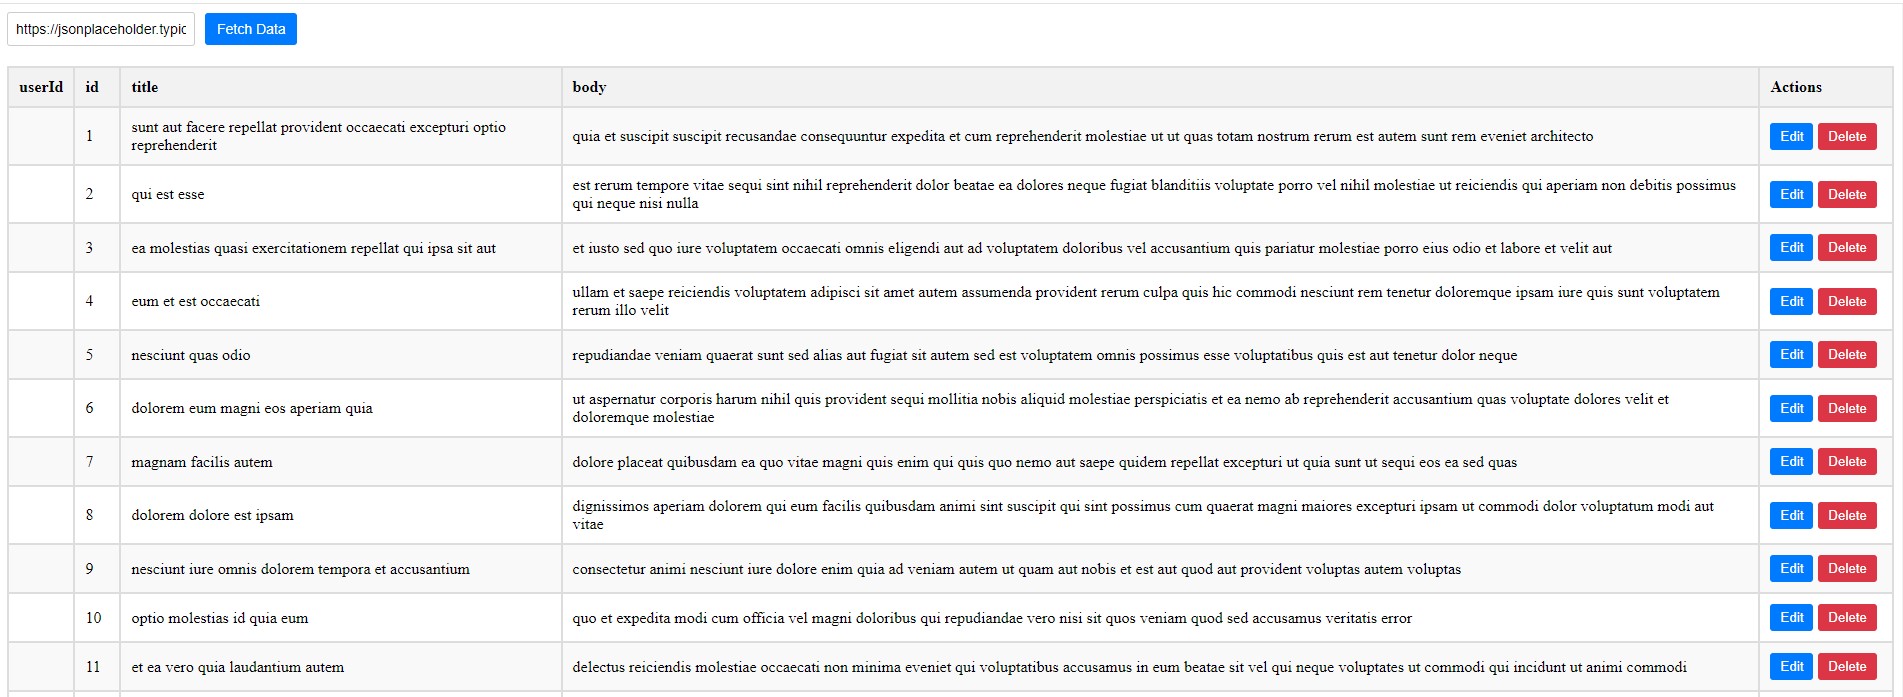 https://jsonplaceholder.typic Fetch Data
userId id title body Actions
1 sunt aut facere repellat provident occaecati excepturi optio reprehenderit quia et suscipit suscipit recusandae consequuntur expedita et cum reprehenderit molestiae ut ut quas totam nostrum rerum est autem sunt rem eveniet architecto Edit Delete
2 qui est esse est rerum tempore vitae sequi sint nihil reprehenderit dolor beatae ea dolores neque fugiat blanditiis voluptate porro vel nihil molestiae ut reiciendis qui aperiam non debitis possimus qui neque nisi nulla Edit Delete
3 ea molestias quasi exercitationem repellat qui ipsa sit aut et iusto sed quo iure voluptatem occaecati omnis eligendi aut ad voluptatem doloribus vel accusantium quis pariatur molestiae porro eius odio et labore et velit aut Edit Delete
4 eum et est occaecati ullam et saepe reiciendis voluptatem adipisci sit amet autem assumenda provident rerum culpa quis hic commodi nesciunt rem tenetur doloremque ipsam iure quis sunt voluptatem rerum illo velit Edit Delete
5 nesciunt quas odio repudiandae veniam quaerat sunt sed alias aut fugiat sit autem sed est voluptatem omnis possimus esse voluptatibus quis est aut tenetur dolor neque Edit Delete
6 dolorem eum magni eos aperiam quia ut aspernatur corporis harum nihil quis provident sequi mollitia nobis aliquid molestiae perspiciatis et ea nemo ab reprehenderit accusantium quas voluptate dolores velit et doloremque molestiae Edit Delete
7 magnam facilis autem dolore placeat quibusdam ea quo vitae magni quis enim qui quis quo nemo aut saepe quidem repellat excepturi ut quia sunt ut sequi eos ea sed quas Edit Delete
8 dolorem dolore est ipsam dignissimos aperiam dolorem qui eum facilis quibusdam animi sint suscipit qui sint possimus cum quaerat magni maiores excepturi ipsam ut commodi dolor voluptatum modi aut vitae Edit Delete
9 nesciunt iure omnis dolorem tempora et accusantium consectetur animi nesciunt iure dolore enim quia ad veniam autem ut quam aut nobis et est aut quod aut provident voluptas autem voluptas Edit Delete
10 optio molestias id quia eum quo et expedita modi cum officia vel magni doloribus qui repudiandae vero nisi sit quos veniam quod sed accusamus veritatis error Edit Delete
11 et ea vero quia laudantium autem delectus reiciendis molestiae occaecati non minima eveniet qui voluptatibus accusamus in eum beatae sit vel qui neque voluptates ut commodi qui incidunt ut animi commodi Edit Delete